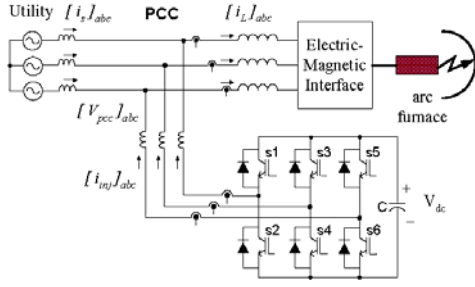 Utility
[i_s]_abc
PCC
[i_L]_abc
Electric-
Magnetic
Interface
arc
furnace
[V_pcc]_abc
[i_inj]_abc
s1
s3
s5
s2
s4
s6
C
+
V_dc
−